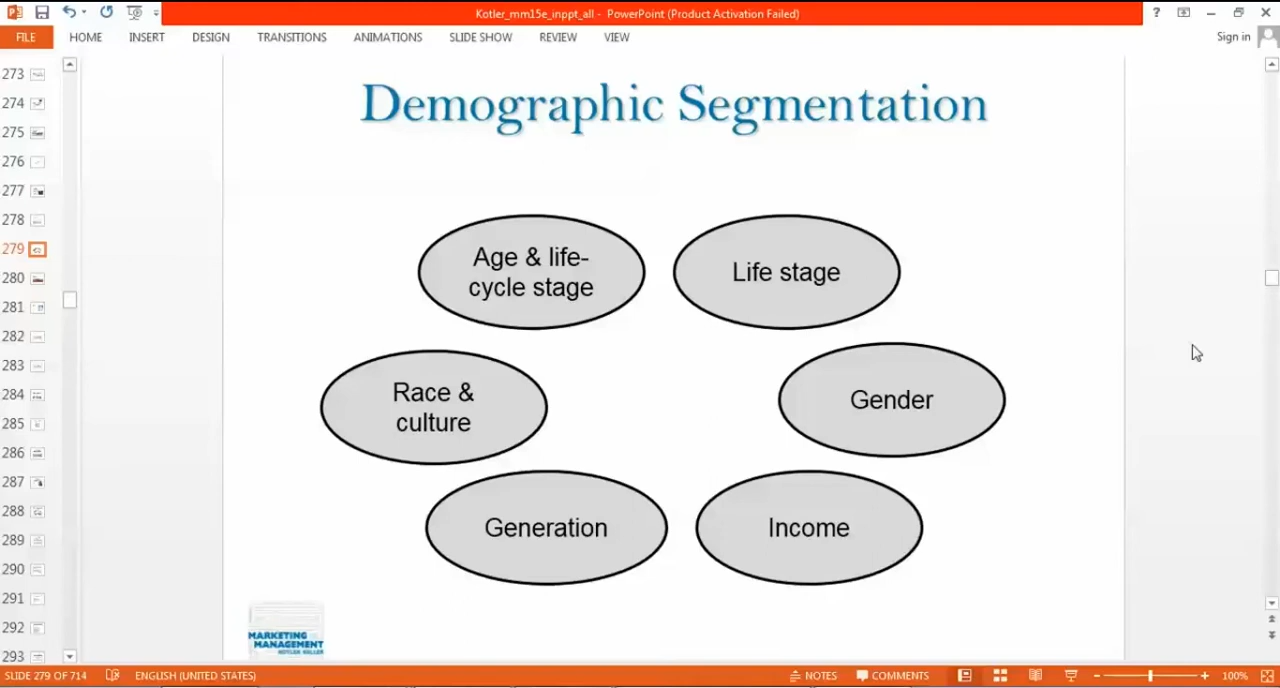 Kotler_mm15e_inppt_all - PowerPoint (Product Activation Failed)
?
FILE HOME INSERT DESIGN TRANSITIONS ANIMATIONS SLIDE SHOW REVIEW VIEW Sign in
273
274
275
276
277
278
279
280
281
282
283
284
285
286
287
288
289
290
291
292
293
Demographic Segmentation
Age & life-
cycle stage
Life stage
Race &
culture
Gender
Generation
Income
MARKETING
MANAGEMENT
KOTLER KELLER
SLIDE 279 OF 714 ENGLISH (UNITED STATES) NOTES COMMENTS 100%